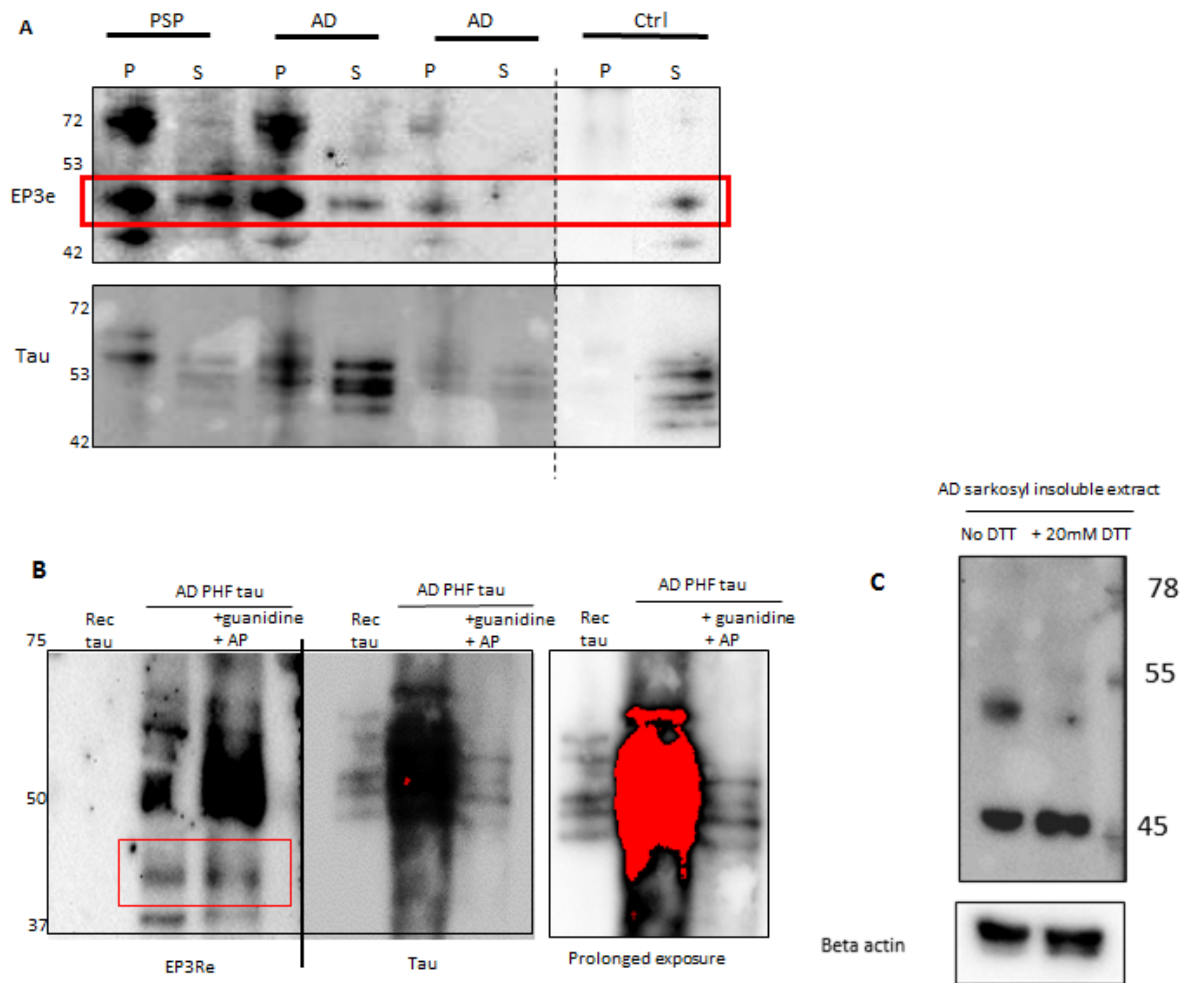 A
PSP AD AD Ctrl
P S P S P S P S
72
53
EP3e
42
72
Tau
53
42
B
AD PHF tau AD PHF tau AD PHF tau
Rec tau +guanidine + AP Rec tau +guanidine + AP Rec tau + guanidine + AP
75
50
37
EP3Re Tau Prolonged exposure
C
AD sarkosyl insoluble extract
No DTT + 20mM DTT
78
55
45
Beta actin